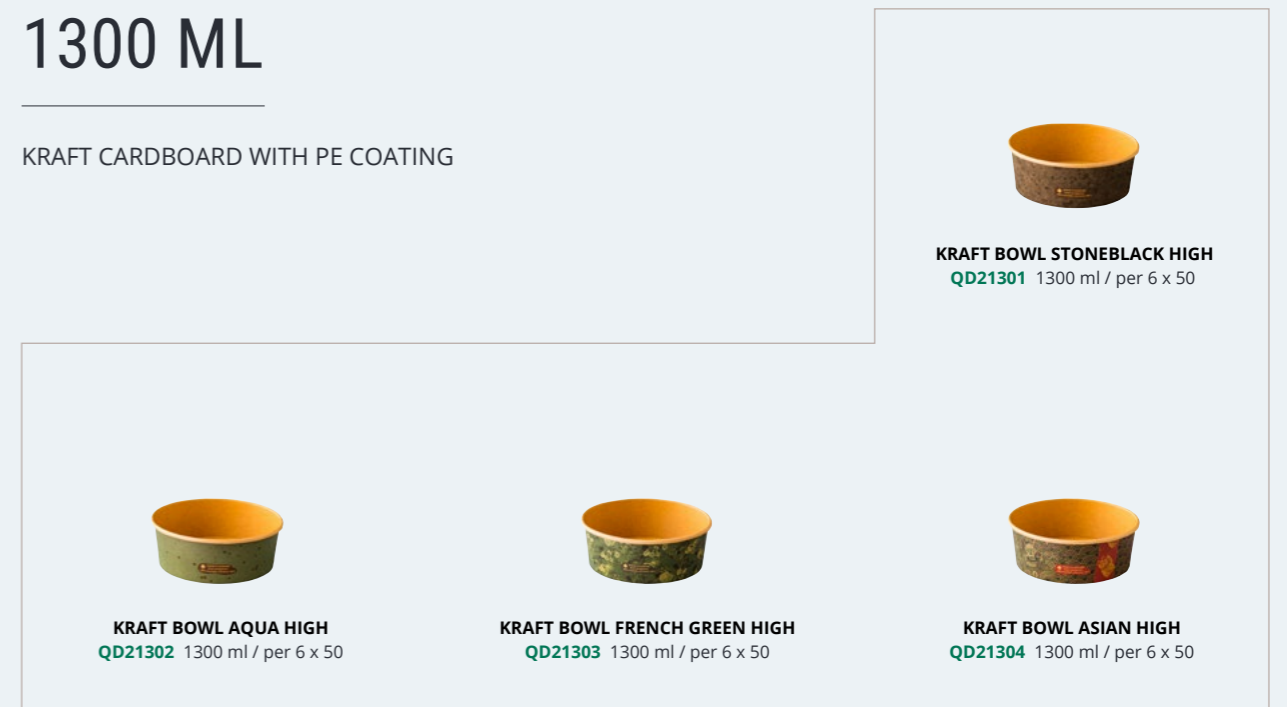 1300 ML
KRAFT CARDBOARD WITH PE COATING
KRAFT BOWL STONEBLACK HIGH
QD21301 1300 ml / per 6 x 50
KRAFT BOWL AQUA HIGH
QD21302 1300 ml / per 6 x 50
KRAFT BOWL FRENCH GREEN HIGH
QD21303 1300 ml / per 6 x 50
KRAFT BOWL ASIAN HIGH
QD21304 1300 ml / per 6 x 50